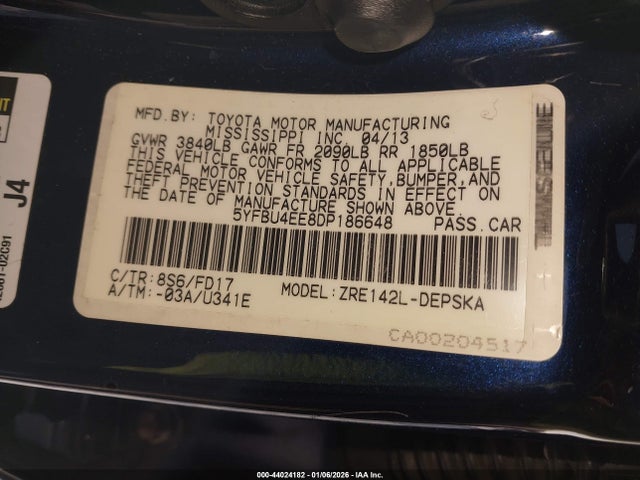 MFD.BY: TOYOTA MOTOR MANUFACTURING
MISSISSIPPI INC. 04/13
GVWR 3840LB GAWR FR 2090LB RR 1850LB
THIS VEHICLE CONFORMS TO ALL APPLICABLE
FEDERAL MOTOR VEHICLE SAFETY, BUMPER, AND
THEFT PREVENTION STANDARDS IN EFFECT ON
THE DATE OF MANUFACTURE SHOWN ABOVE.
5YFBU4EE8DP186648 PASS.CAR
C/TR:8S6/FD17
A/TM:-03A/U341E
MODEL:ZRE142L-DEPSKA
CA00204517
J4
000-44024182 - 01/06/2026 - IAA Inc.